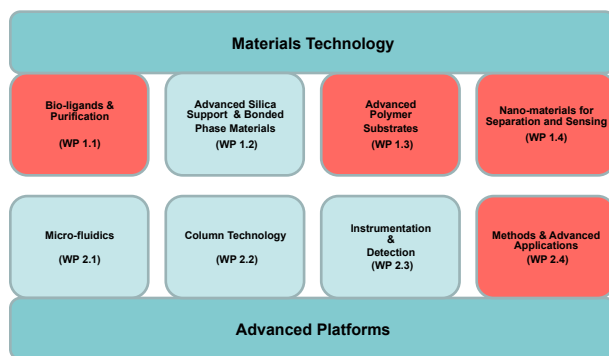 Materials Technology
Bio-ligands &
Purification
(WP 1.1)
Advanced Silica
Support & Bonded
Phase Materials
(WP 1.2)
Advanced
Polymer
Substrates
(WP 1.3)
Nano-materials for
Separation and Sensing
(WP 1.4)
Micro-fluidics
(WP 2.1)
Column Technology
(WP 2.2)
Instrumentation
&
Detection
(WP 2.3)
Methods & Advanced
Applications
(WP 2.4)
Advanced Platforms